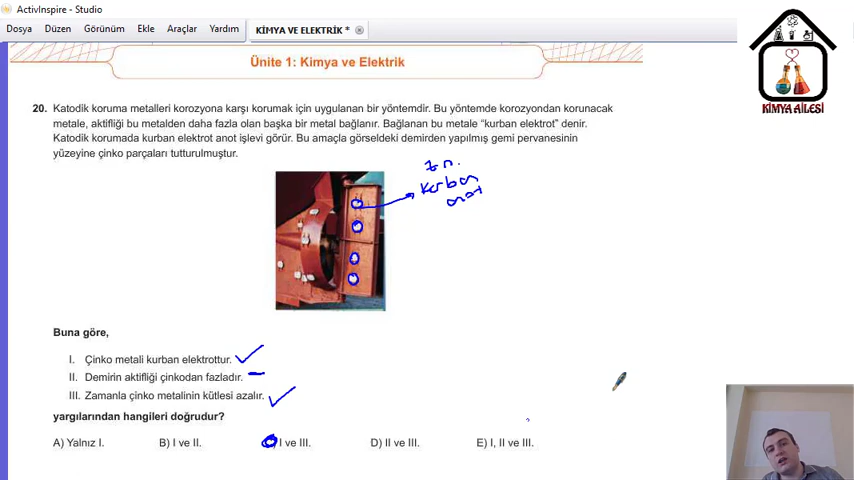 ActivInspire - Studio
Dosya Düzen Görünüm Ekle Araçlar Yardım KİMYA VE ELEKTRİK *
Ünite 1: Kimya ve Elektrik
KİMYA AİLESİ
20. Katodik koruma metalleri korozyona karşı korumak için uygulanan bir yöntemdir. Bu yöntemde korozyondan korunacak
metale, aktifliği bu metalden daha fazla olan başka bir metal bağlanır. Bağlanan bu metale “kurban elektrot” denir.
Katodik korumada kurban elektrot anot işlevi görür. Bu amaçla görseldeki demirden yapılmış gemi pervanesinin
yüzeyine çinko parçaları tutturulmuştur.
Zn.
Kurban
anot
Buna göre,
I. Çinko metali kurban elektrottur.
II. Demirin aktifliği çinkodan fazladır.
III. Zamanla çinko metalinin kütlesi azalır.
yargılarından hangileri doğrudur?
A) Yalnız I. B) I ve II. I ve III. D) II ve III. E) I, II ve III.